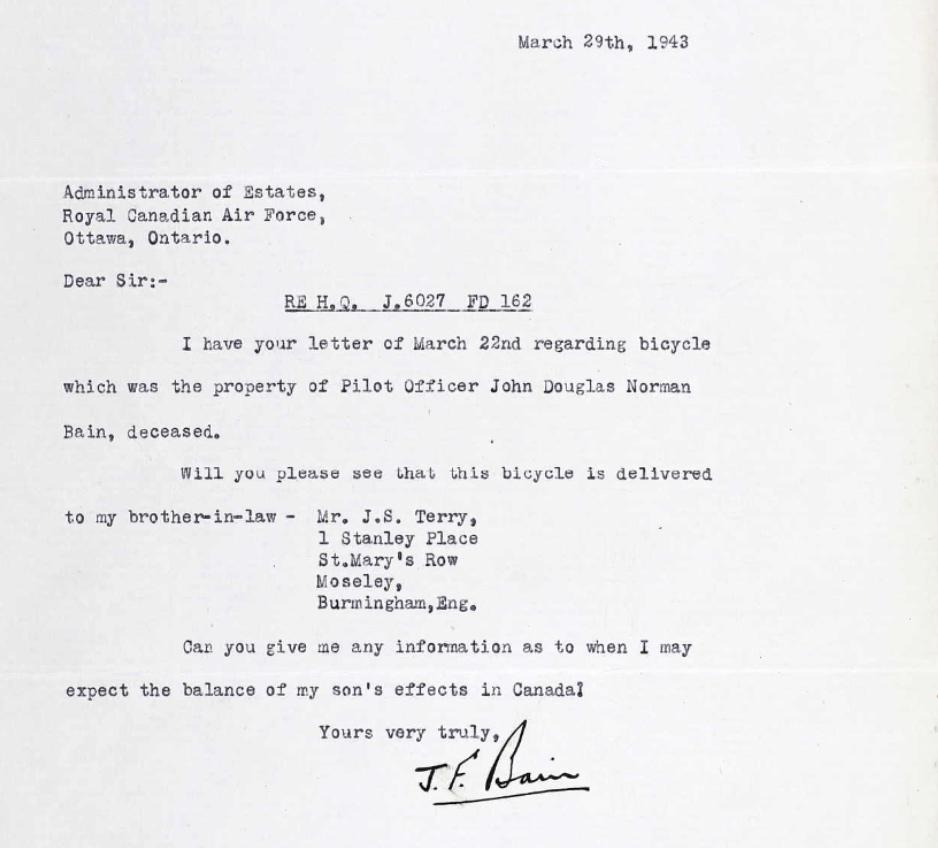 March 29th, 1943
Administrator of Estates,
Royal Canadian Air Force,
Ottawa, Ontario.
Dear Sir:-
RE H.Q. J.6027 FD 162
I have your letter of March 22nd regarding bicycle
which was the property of Pilot Officer John Douglas Norman
Bain, deceased.
Will you please see that this bicycle is delivered
to my brother-in-law - Mr. J.S. Terry,
1 Stanley Place
St.Mary's Row
Moseley,
Burmingham,Eng.
Can you give me any information as to when I may
expect the balance of my son's effects in Canada?
Yours very truly,
J.F. Bain